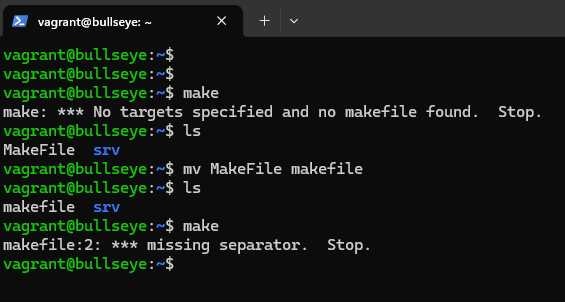 vagrant@bullseye: ~
vagrant@bullseye:~$
vagrant@bullseye:~$
vagrant@bullseye:~$ make
make: *** No targets specified and no makefile found.  Stop.
vagrant@bullseye:~$ ls
MakeFile  srv
vagrant@bullseye:~$ mv MakeFile makefile
vagrant@bullseye:~$ ls
makefile  srv
vagrant@bullseye:~$ make
makefile:2: *** missing separator.  Stop.
vagrant@bullseye:~$